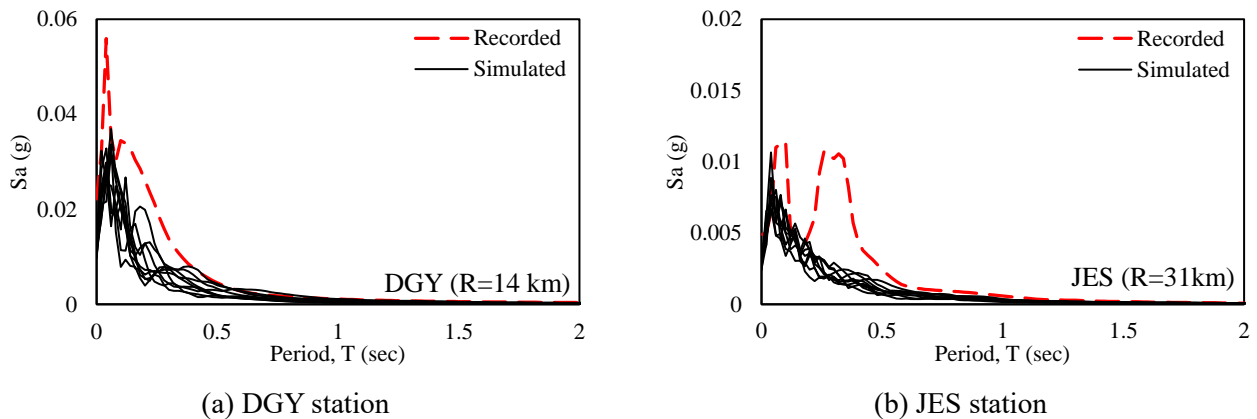 0.06
0.04
0.02
0
Sa (g)
Recorded
Simulated
DGY (R=14 km)
0 0.5 1 1.5 2
Period, T (sec)
(a) DGY station
0.02
0.015
0.01
0.005
0
Sa (g)
Recorded
Simulated
JES (R=31km)
0 0.5 1 1.5 2
Period, T (sec)
(b) JES station